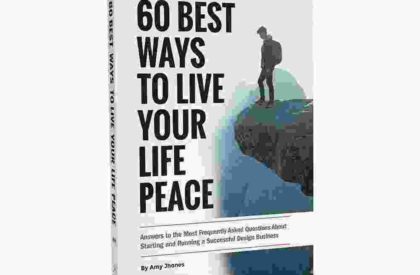 60 BEST
WAYS
TO LIVE
YOUR
LIFE
PEACE
Answers to the Most Frequently Asked Questions About
Starting and Running a Successful Design Business
By Amy Jhones
60 BEST WAYS TO LIVE YOUR LIFE PEACE